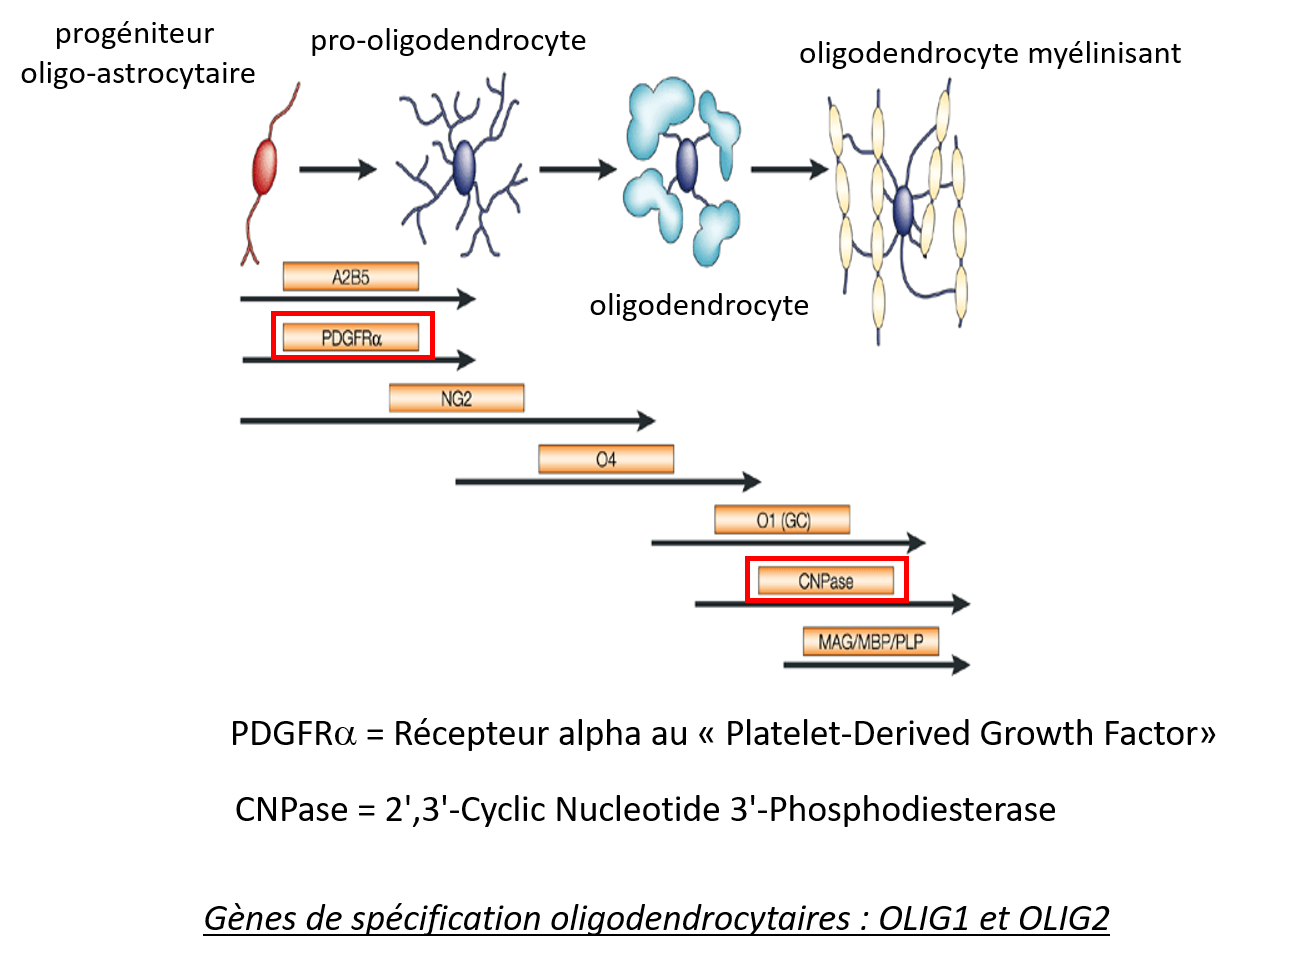 progéniteur
oligo-astrocytaire
pro-oligodendrocyte
oligodendrocyte myélinisant
oligodendrocyte
A2B5
PDGFRα
NG2
O4
O1 (GC)
CNPase
MAG/MBP/PLP
PDGFRα = Récepteur alpha au « Platelet-Derived Growth Factor»
CNPase = 2',3'-Cyclic Nucleotide 3'-Phosphodiesterase
Gènes de spécification oligodendrocytaires : OLIG1 et OLIG2